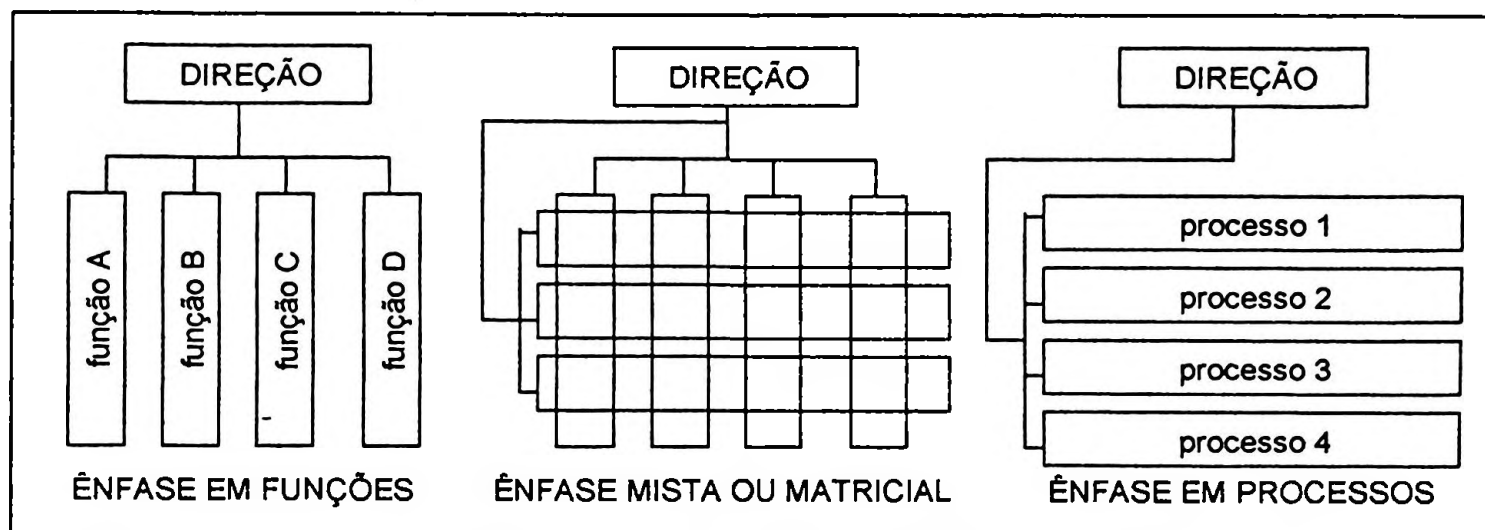 DIREÇÃO
função A
função B
função C
função D
ÊNFASE EM FUNÇÕES
DIREÇÃO
ÊNFASE MISTA OU MATRICIAL
DIREÇÃO
processo 1
processo 2
processo 3
processo 4
ÊNFASE EM PROCESSOS